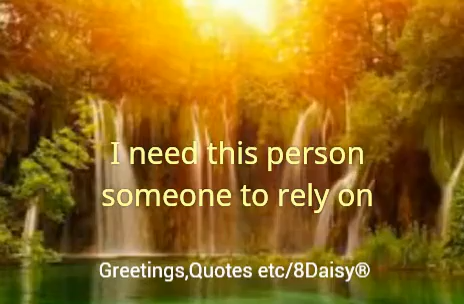 I need this person
someone to rely on
Greetings,Quotes etc/8Daisy®